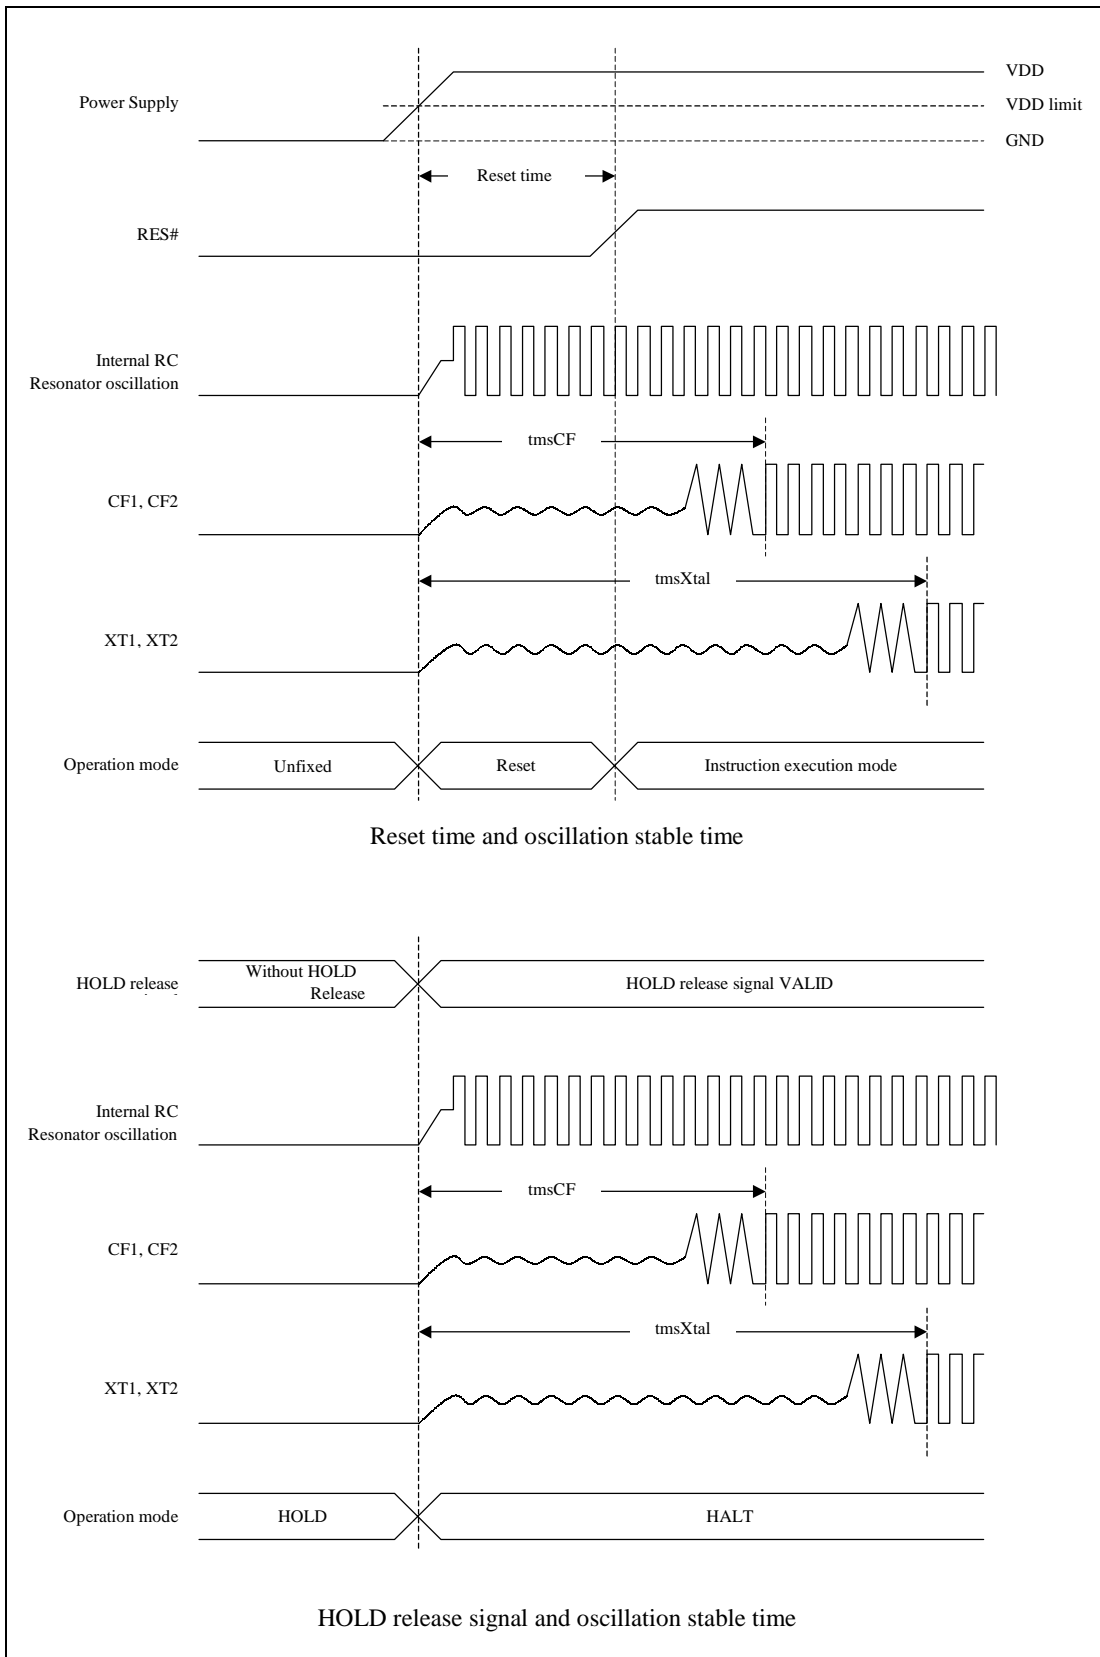 VDD
Power Supply
VDD limit
GND
Reset time
RES#
Internal RC
Resonator oscillation
tmsCF
CF1, CF2
tmsXtal
XT1, XT2
Operation mode
Unfixed
Reset
Instruction execution mode
Reset time and oscillation stable time
HOLD release
Without HOLD
Release
HOLD release signal VALID
Internal RC
Resonator oscillation
tmsCF
CF1, CF2
tmsXtal
XT1, XT2
Operation mode
HOLD
HALT
HOLD release signal and oscillation stable time